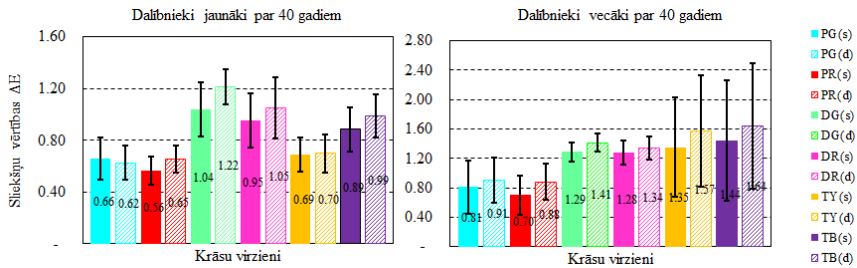 Dalībnieki jaunāki par 40 gadiem
Sliekšņu vērtības ΔE
1.60
1.20
0.80
0.40
-
0.66
0.62
0.56
0.65
1.04
1.22
0.95
1.05
0.69
0.70
0.89
0.99
Krāsu virzieni
Dalībnieki vecāki par 40 gadiem
2.80
2.40
2.00
1.60
1.20
0.80
0.40
-
0.81
0.91
0.70
0.88
1.29
1.41
1.28
1.34
1.35
1.57
1.44
1.64
Krāsu virzieni
PG(s)
PG(d)
PR(s)
PR(d)
DG(s)
DG(d)
DR(s)
DR(d)
TY(s)
TY(d)
TB(s)
TB(d)